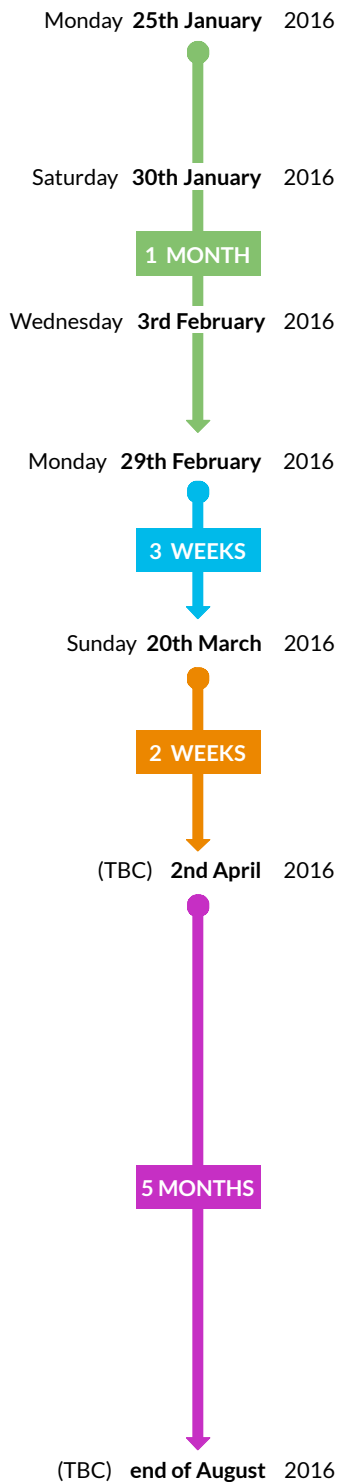 Monday 25th January 2016
Saturday 30th January 2016
1 MONTH
Wednesday 3rd February 2016
Monday 29th February 2016
3 WEEKS
Sunday 20th March 2016
2 WEEKS
(TBC) 2nd April 2016
5 MONTHS
(TBC) end of August 2016